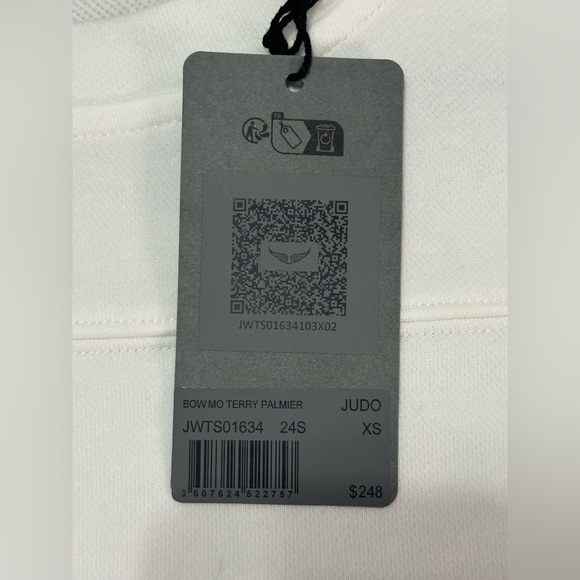 JWTS01634103X02
BOW MO TERRY PALMIER JUDO
JWTS01634 24S XS
3607624522757 $248